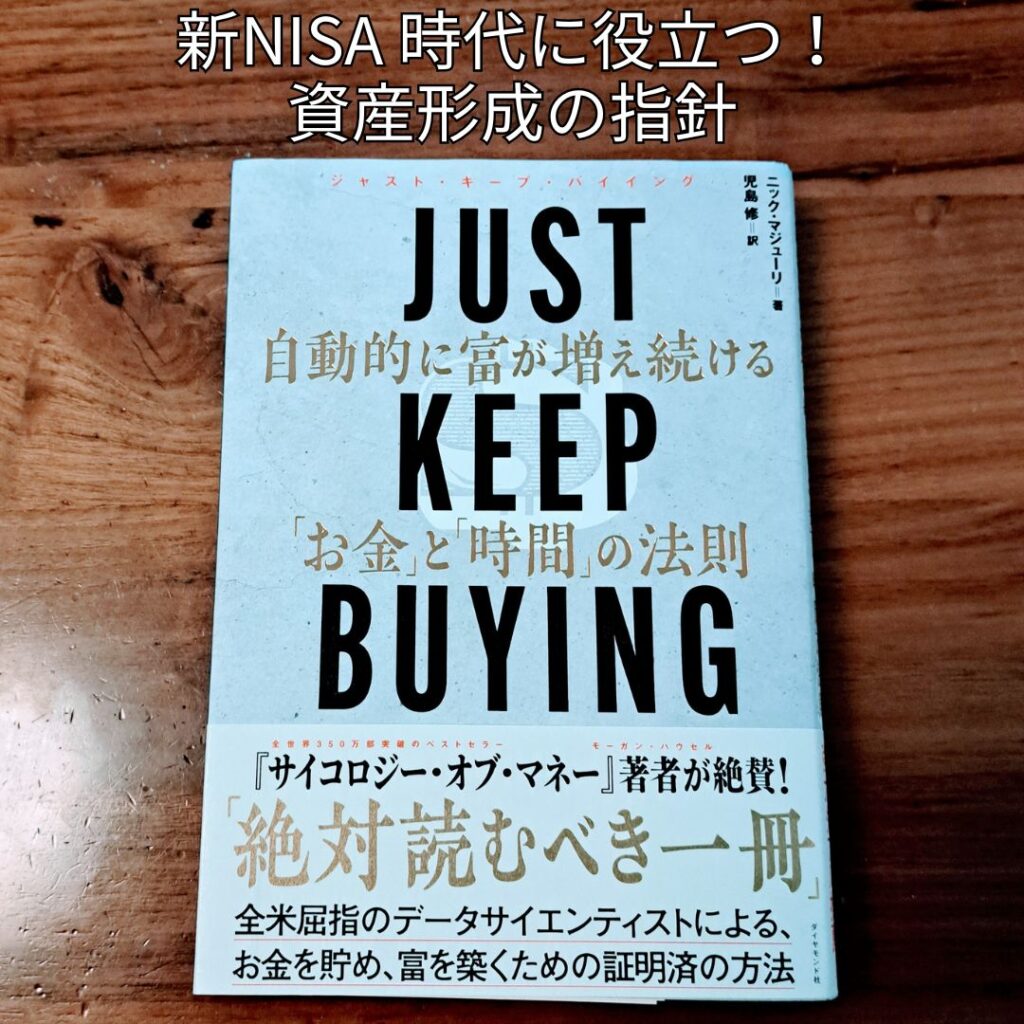 新NISA 時代に役立つ！
資産形成の指針
ジャスト・キープ・バイイング
ニック・マジューリ＝著
児島 修＝訳
JUST
自動的に富が増え続ける
KEEP
「お金」と「時間」の法則
BUYING
全世界350万部突破のベストセラー
モーガン・ハウセル
『サイコロジー・オブ・マネー』著者が絶賛！
「絶対読むべき一冊」
全米屈指のデータサイエンティストによる、
お金を貯め、富を築くための証明済の方法
ダイヤモンド社